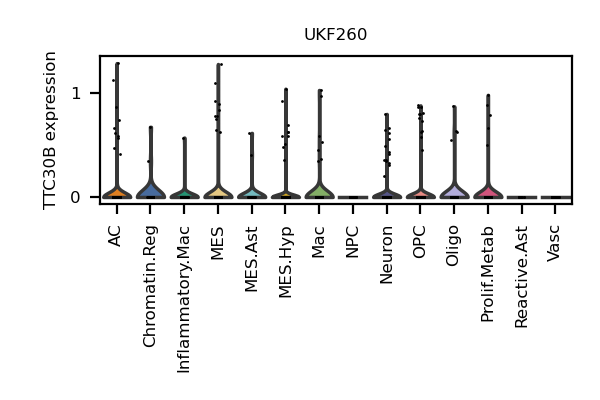 UKF260
TTC30B expression
1
0
AC
Chromatin.Reg
Inflammatory.Mac
MES
MES.Ast
MES.Hyp
Mac
NPC
Neuron
OPC
Oligo
Prolif.Metab
Reactive.Ast
Vasc